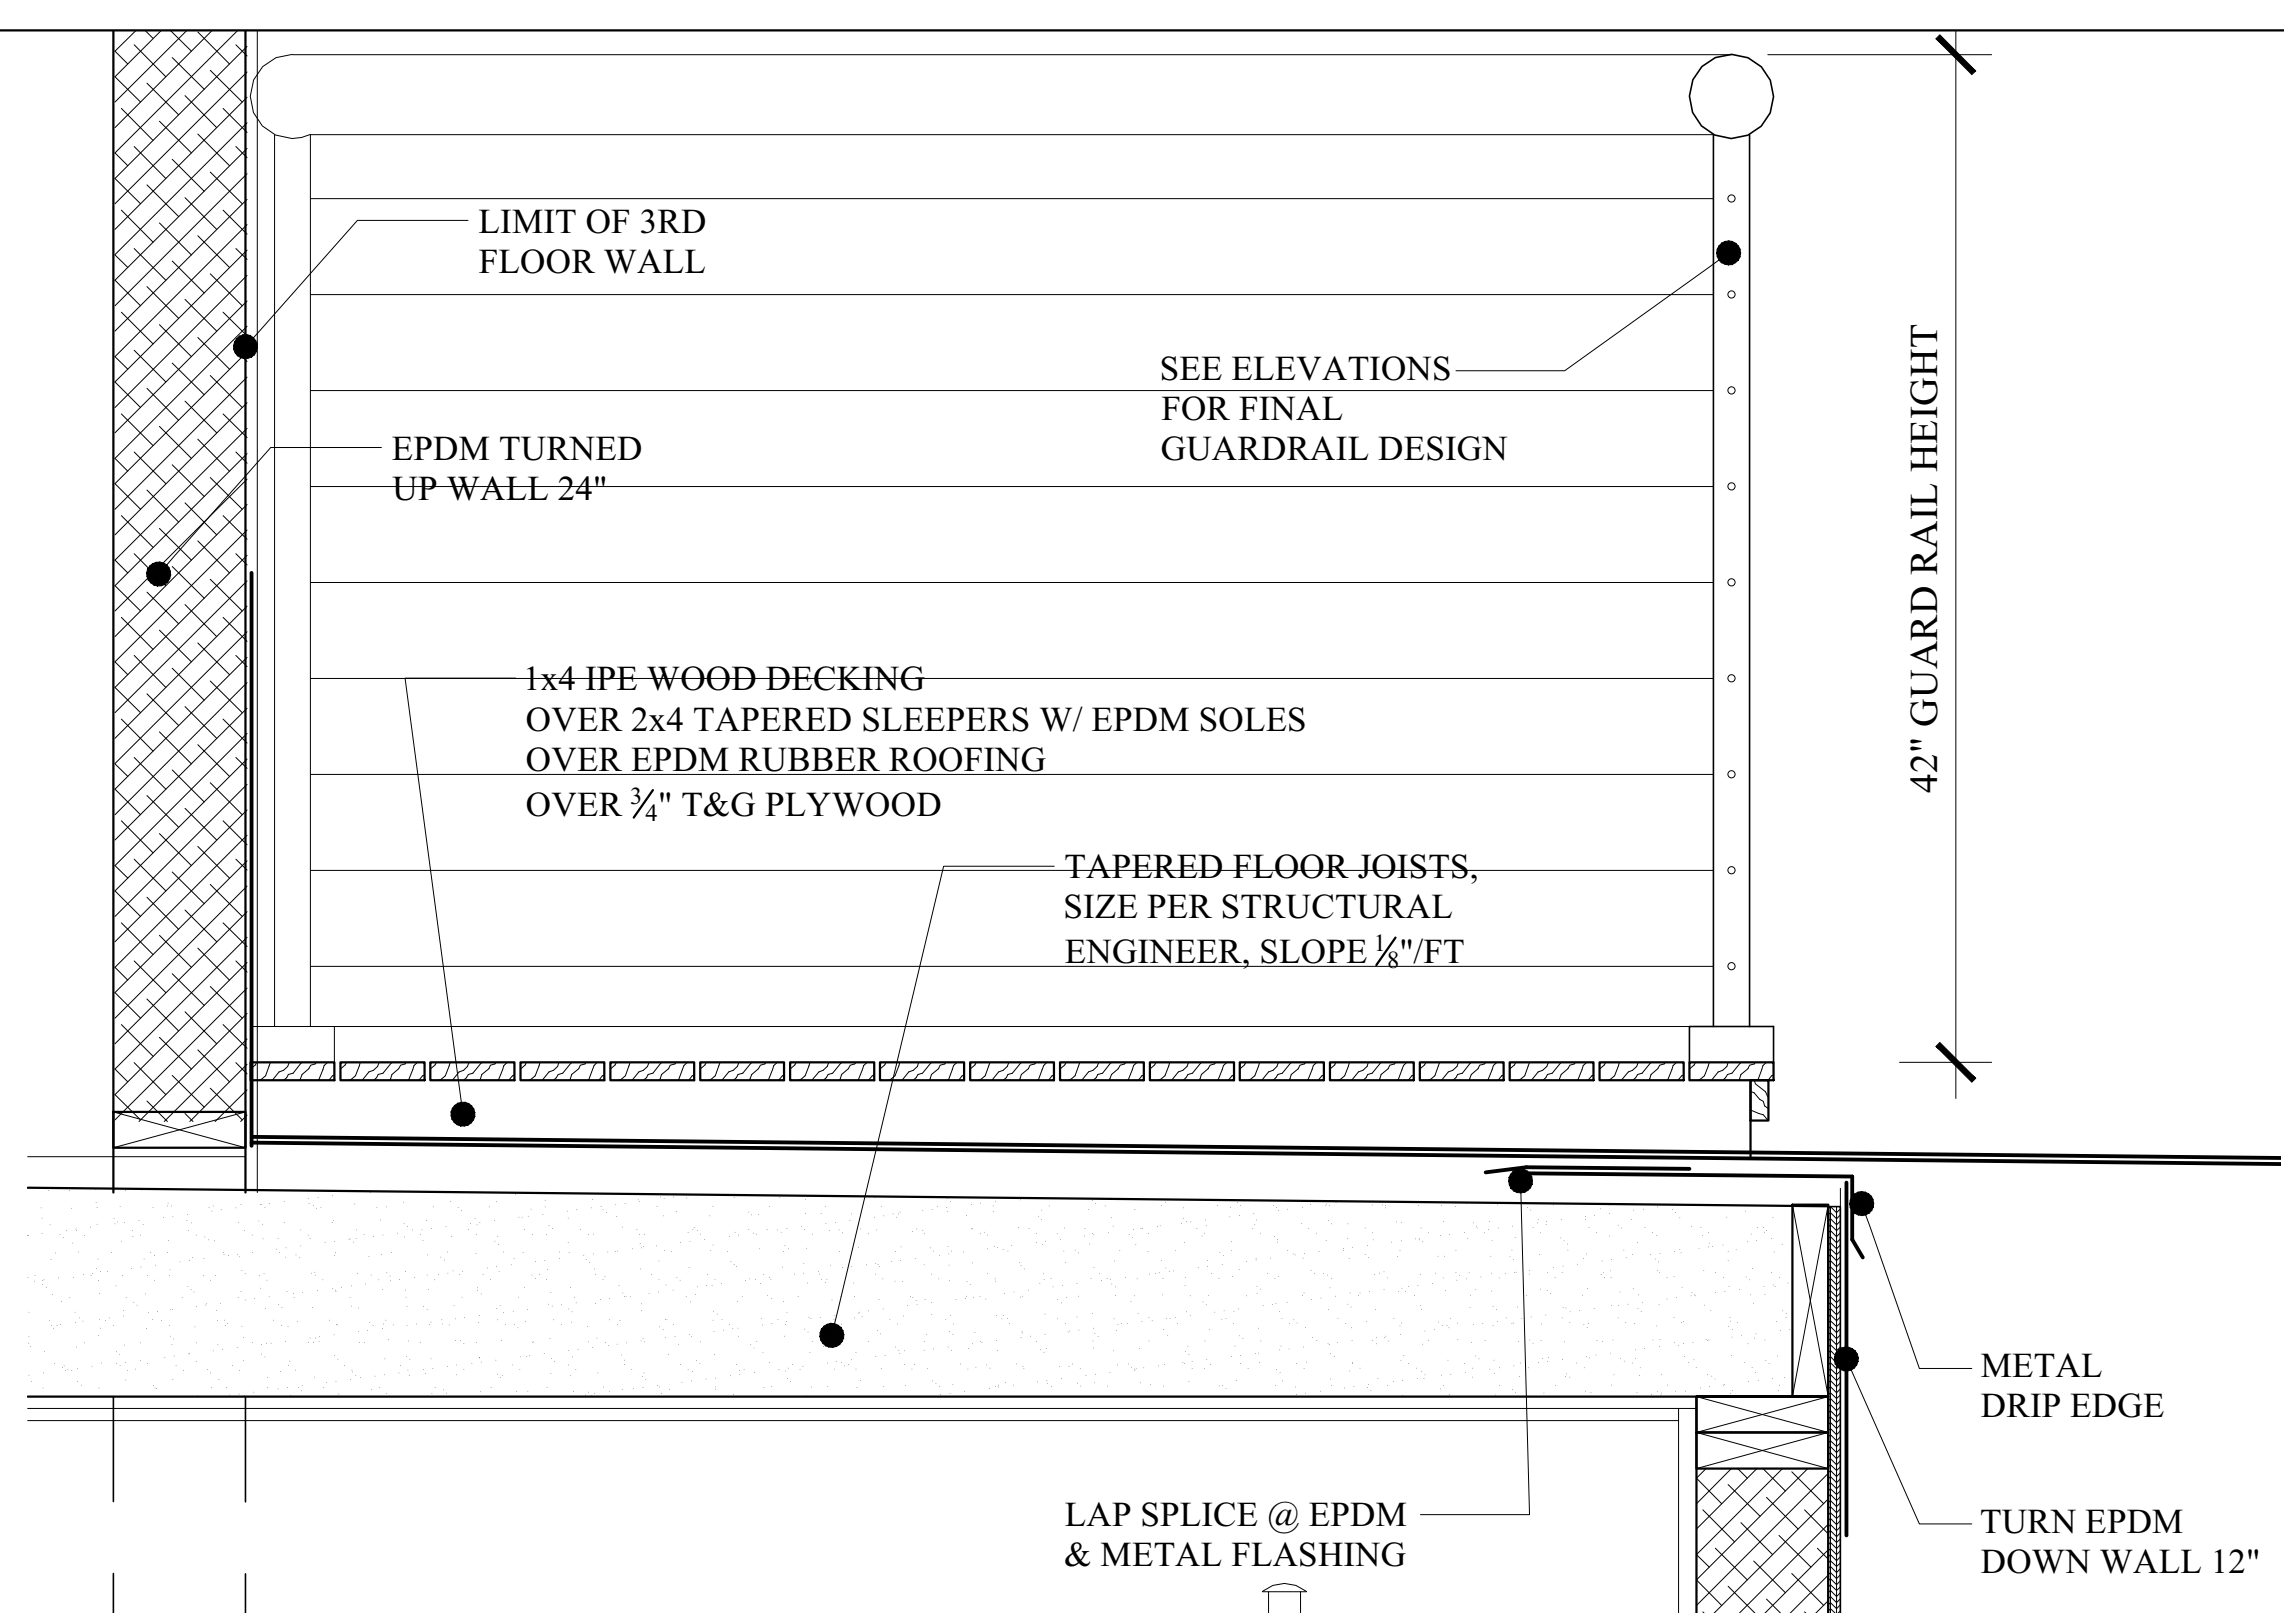 LIMIT OF 3RD
FLOOR WALL
SEE ELEVATIONS
FOR FINAL
GUARDRAIL DESIGN
EPDM TURNED
UP WALL 24"
42" GUARD RAIL HEIGHT
1x4 IPE WOOD DECKING
OVER 2x4 TAPERED SLEEPERS W/ EPDM SOLES
OVER EPDM RUBBER ROOFING
OVER ¾" T&G PLYWOOD
TAPERED FLOOR JOISTS,
SIZE PER STRUCTURAL
ENGINEER, SLOPE ⅛"/FT
METAL
DRIP EDGE
LAP SPLICE @ EPDM
& METAL FLASHING
TURN EPDM
DOWN WALL 12"